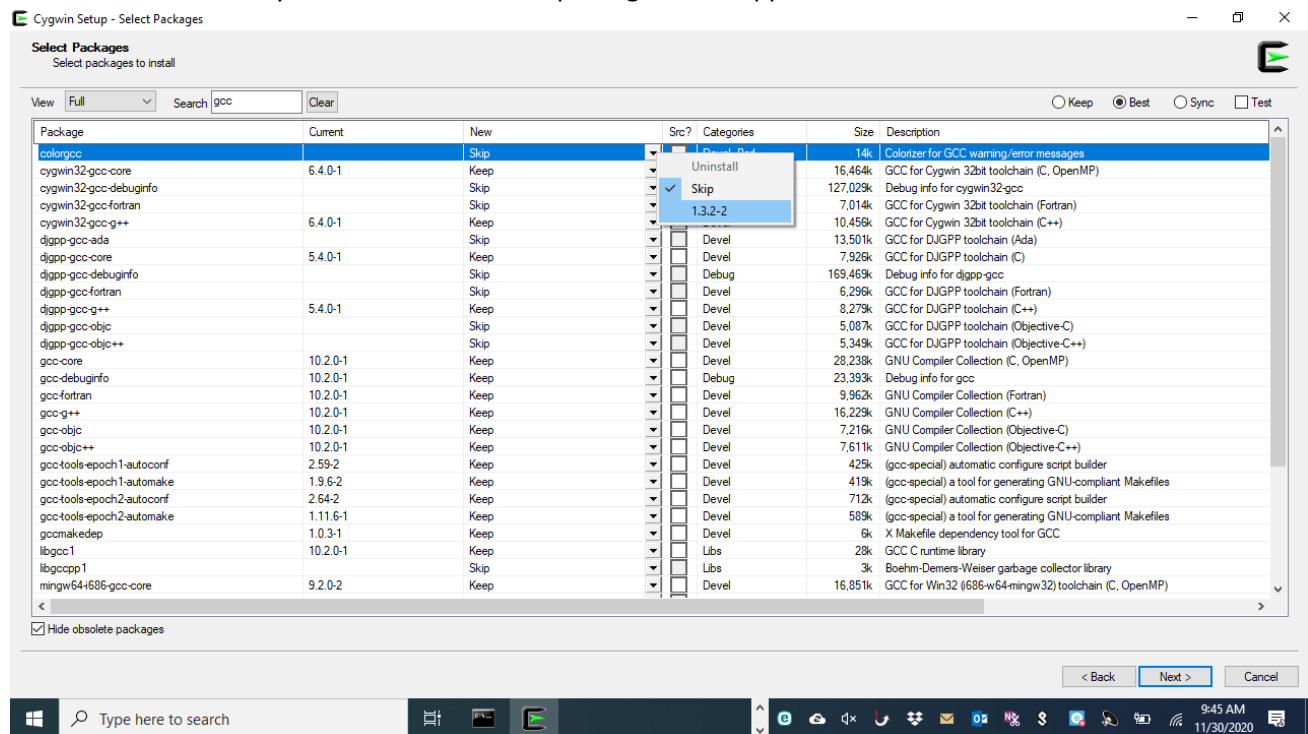 Cygwin Setup - Select Packages
Select Packages
Select packages to install
View Full Search gcc Clear Keep Best Sync Test
Package Current New Src? Categories Size Description
colorgcc Skip 14k Colorizer for GCC warning/error messages
Uninstall
cygwin32-gcc-core 6.4.0-1 Keep 16,464k GCC for Cygwin 32bit toolchain (C, OpenMP)
cygwin32-gcc-debuginfo Skip 127,029k Debug info for cygwin32-gcc
Skip
cygwin32-gcc-fortran Skip 7,014k GCC for Cygwin 32bit toolchain (Fortran)
1.3.2-2
cygwin32-gcc-g++ 6.4.0-1 Keep 10,456k GCC for Cygwin 32bit toolchain (C++)
djgpp-gcc-ada Skip Devel 13,501k GCC for DJGPP toolchain (Ada)
djgpp-gcc-core 5.4.0-1 Keep Devel 7,926k GCC for DJGPP toolchain (C)
djgpp-gcc-debuginfo Skip Debug 169,469k Debug info for djgpp-gcc
djgpp-gcc-fortran Skip Devel 6,296k GCC for DJGPP toolchain (Fortran)
djgpp-gcc-g++ 5.4.0-1 Keep Devel 8,279k GCC for DJGPP toolchain (C++)
djgpp-gcc-objc Skip Devel 5,087k GCC for DJGPP toolchain (Objective-C)
djgpp-gcc-objc++ Skip Devel 5,349k GCC for DJGPP toolchain (Objective-C++)
gcc-core 10.2.0-1 Keep Devel 28,238k GNU Compiler Collection (C, OpenMP)
gcc-debuginfo 10.2.0-1 Keep Debug 23,393k Debug info for gcc
gcc-fortran 10.2.0-1 Keep Devel 9,962k GNU Compiler Collection (Fortran)
gcc-g++ 10.2.0-1 Keep Devel 16,229k GNU Compiler Collection (C++)
gcc-objc 10.2.0-1 Keep Devel 7,216k GNU Compiler Collection (Objective-C)
gcc-objc++ 10.2.0-1 Keep Devel 7,611k GNU Compiler Collection (Objective-C++)
gcc-tools-epoch1-autoconf 2.59-2 Keep Devel 425k (gcc-special) automatic configure script builder
gcc-tools-epoch1-automake 1.9.6-2 Keep Devel 419k (gcc-special) a tool for generating GNU-compliant Makefiles
gcc-tools-epoch2-autoconf 2.64-2 Keep Devel 712k (gcc-special) automatic configure script builder
gcc-tools-epoch2-automake 1.11.6-1 Keep Devel 589k (gcc-special) a tool for generating GNU-compliant Makefiles
gccmakedep 1.0.3-1 Keep Devel 6k X Makefile dependency tool for GCC
libgcc1 10.2.0-1 Keep Libs 28k GCC C runtime library
libgccpp1 Skip Libs 3k Boehm-Demers-Weiser garbage collector library
mingw64-i686-gcc-core 9.2.0-2 Keep Devel 16,851k GCC for Win32 (i686-w64-mingw32) toolchain (C, OpenMP)
Hide obsolete packages
< Back Next > Cancel
Type here to search
9:45 AM
11/30/2020